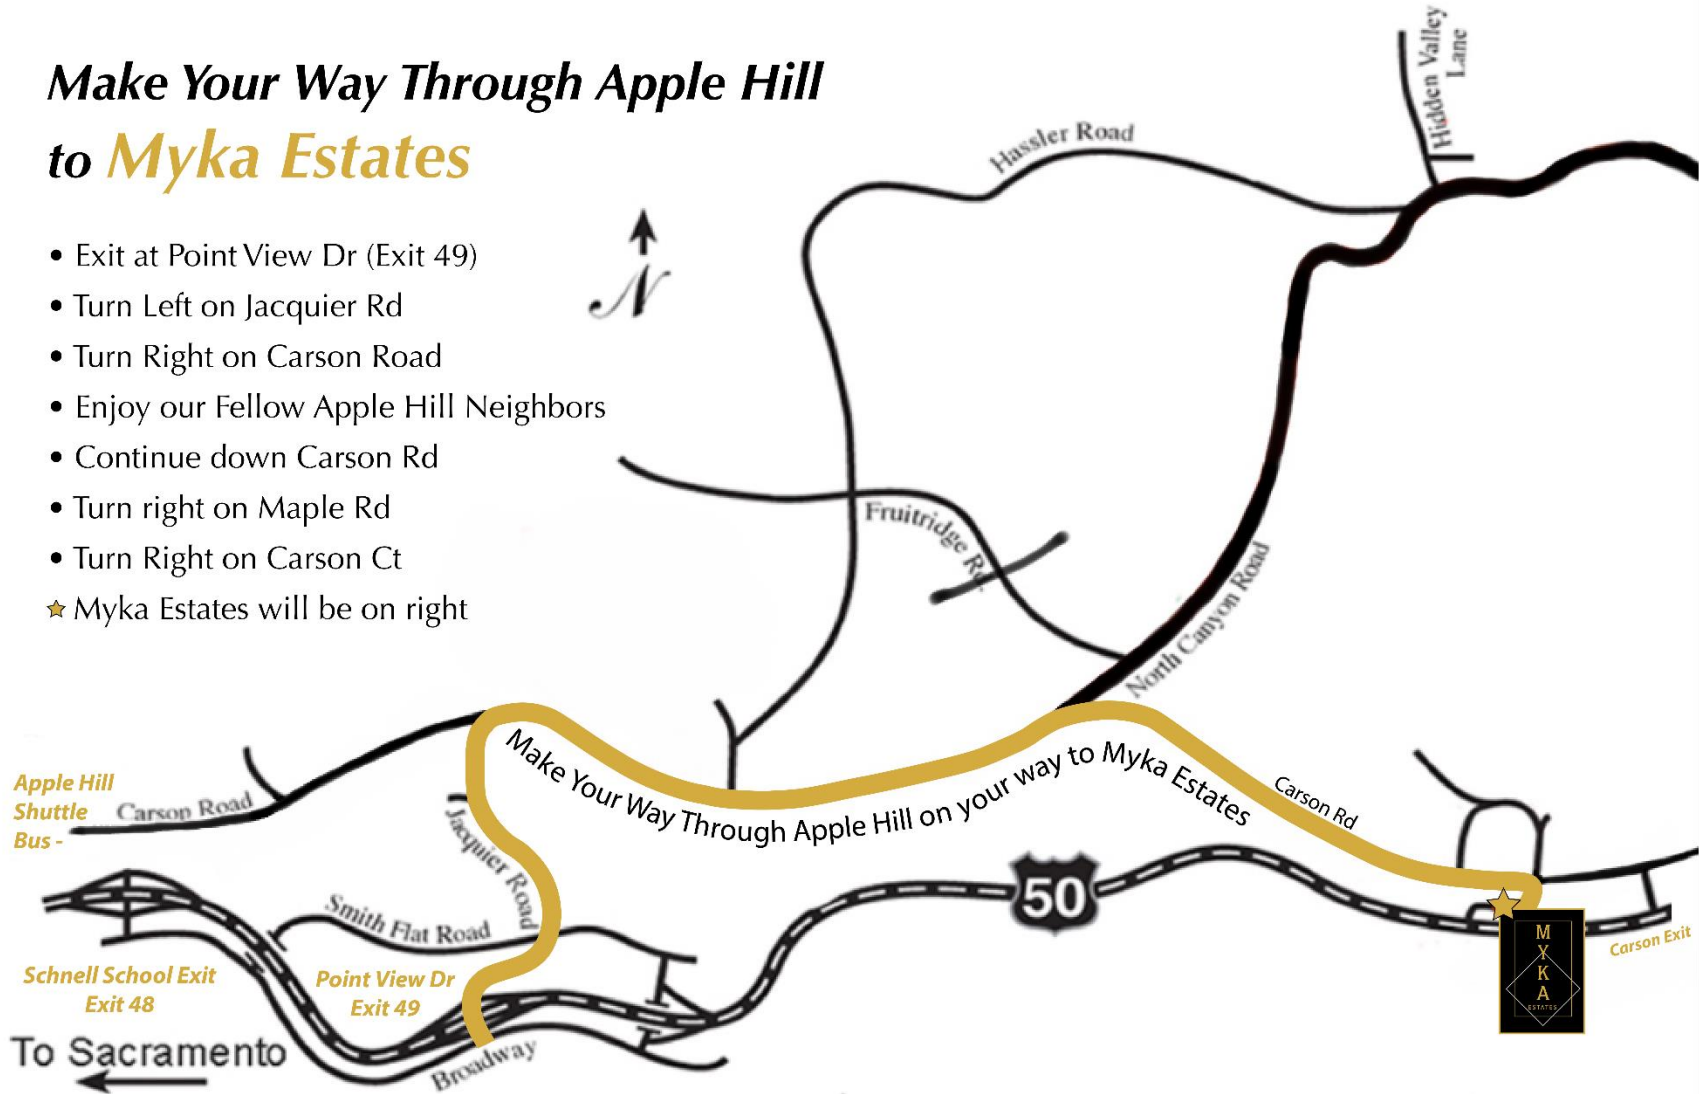 Make Your Way Through Apple Hill
to Myka Estates
• Exit at Point View Dr (Exit 49)
• Turn Left on Jacquier Rd
• Turn Right on Carson Road
• Enjoy our Fellow Apple Hill Neighbors
• Continue down Carson Rd
• Turn right on Maple Rd
• Turn Right on Carson Ct
Myka Estates will be on right
N
Hidden Valley
Lane
Hassler Road
Fruitridge Rd.
North Canyon Road
Make Your Way Through Apple Hill on your way to Myka Estates
Carson Rd
Apple Hill
Shuttle
Bus -
Carson Road
Jacquier Road
Smith Flat Road
50
Schnell School Exit
Exit 48
Point View Dr
Exit 49
Broadway
To Sacramento
MYKA
ESTATES
Carson Exit